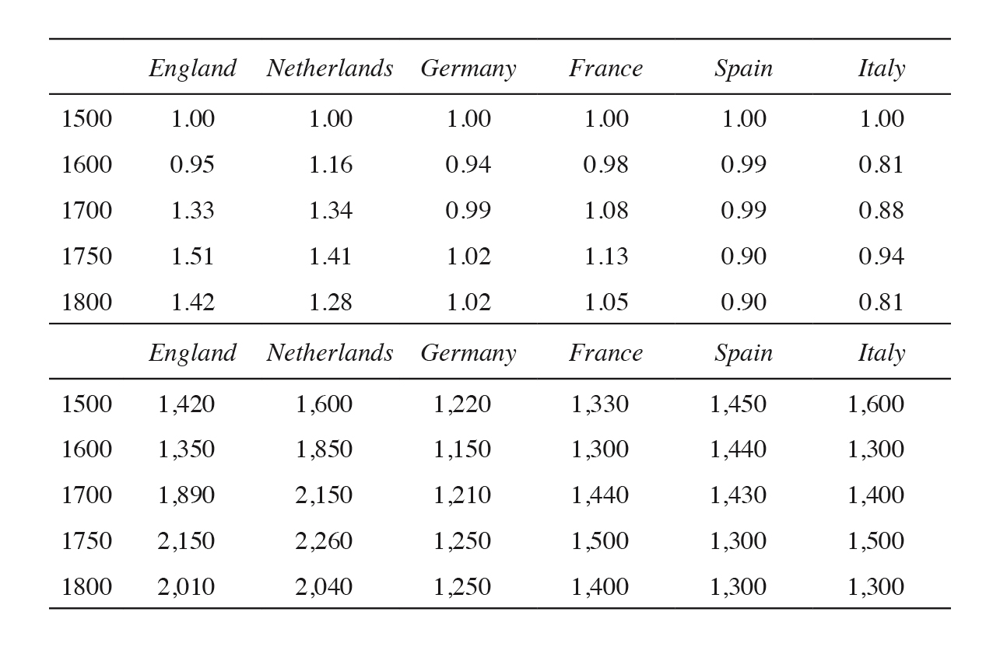 England Netherlands Germany France Spain Italy
1500 1.00 1.00 1.00 1.00 1.00 1.00
1600 0.95 1.16 0.94 0.98 0.99 0.81
1700 1.33 1.34 0.99 1.08 0.99 0.88
1750 1.51 1.41 1.02 1.13 0.90 0.94
1800 1.42 1.28 1.02 1.05 0.90 0.81
England Netherlands Germany France Spain Italy
1500 1,420 1,600 1,220 1,330 1,450 1,600
1600 1,350 1,850 1,150 1,300 1,440 1,300
1700 1,890 2,150 1,210 1,440 1,430 1,400
1750 2,150 2,260 1,250 1,500 1,300 1,500
1800 2,010 2,040 1,250 1,400 1,300 1,300